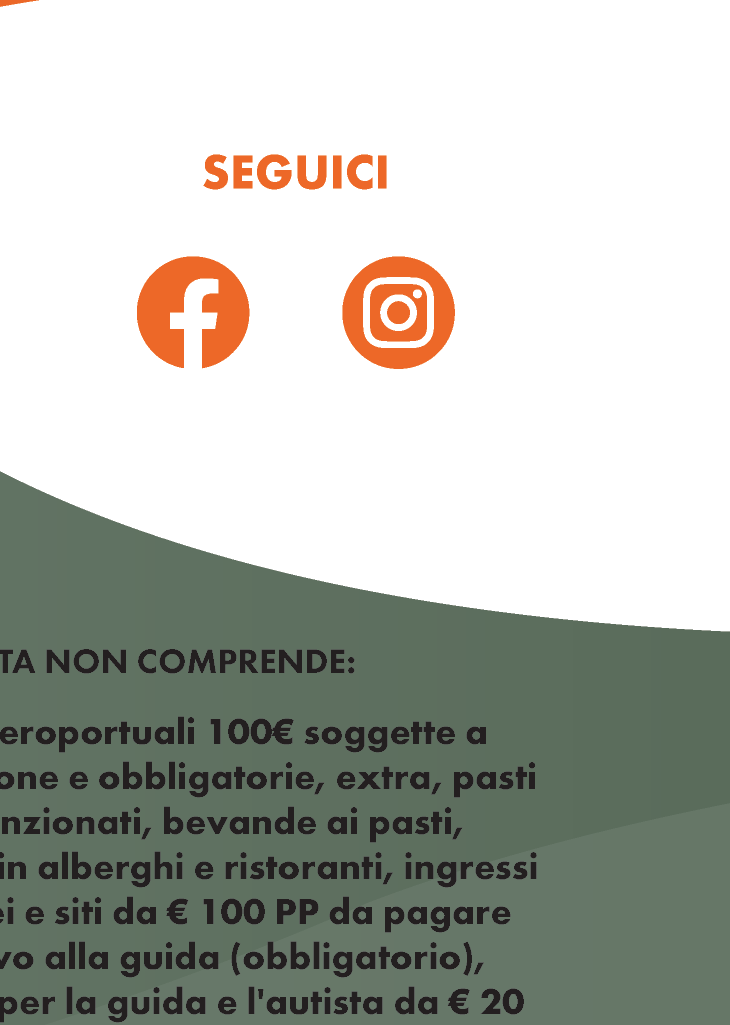 SEGUICI
TA NON COMPRENDE:
eroportuali 100€ soggette a
one e obbligatorie, extra, pasti
nzionati, bevande ai pasti,
in alberghi e ristoranti, ingressi
ei e siti da € 100 PP da pagare
vo alla guida (obbligatorio),
per la guida e l'autista da € 20